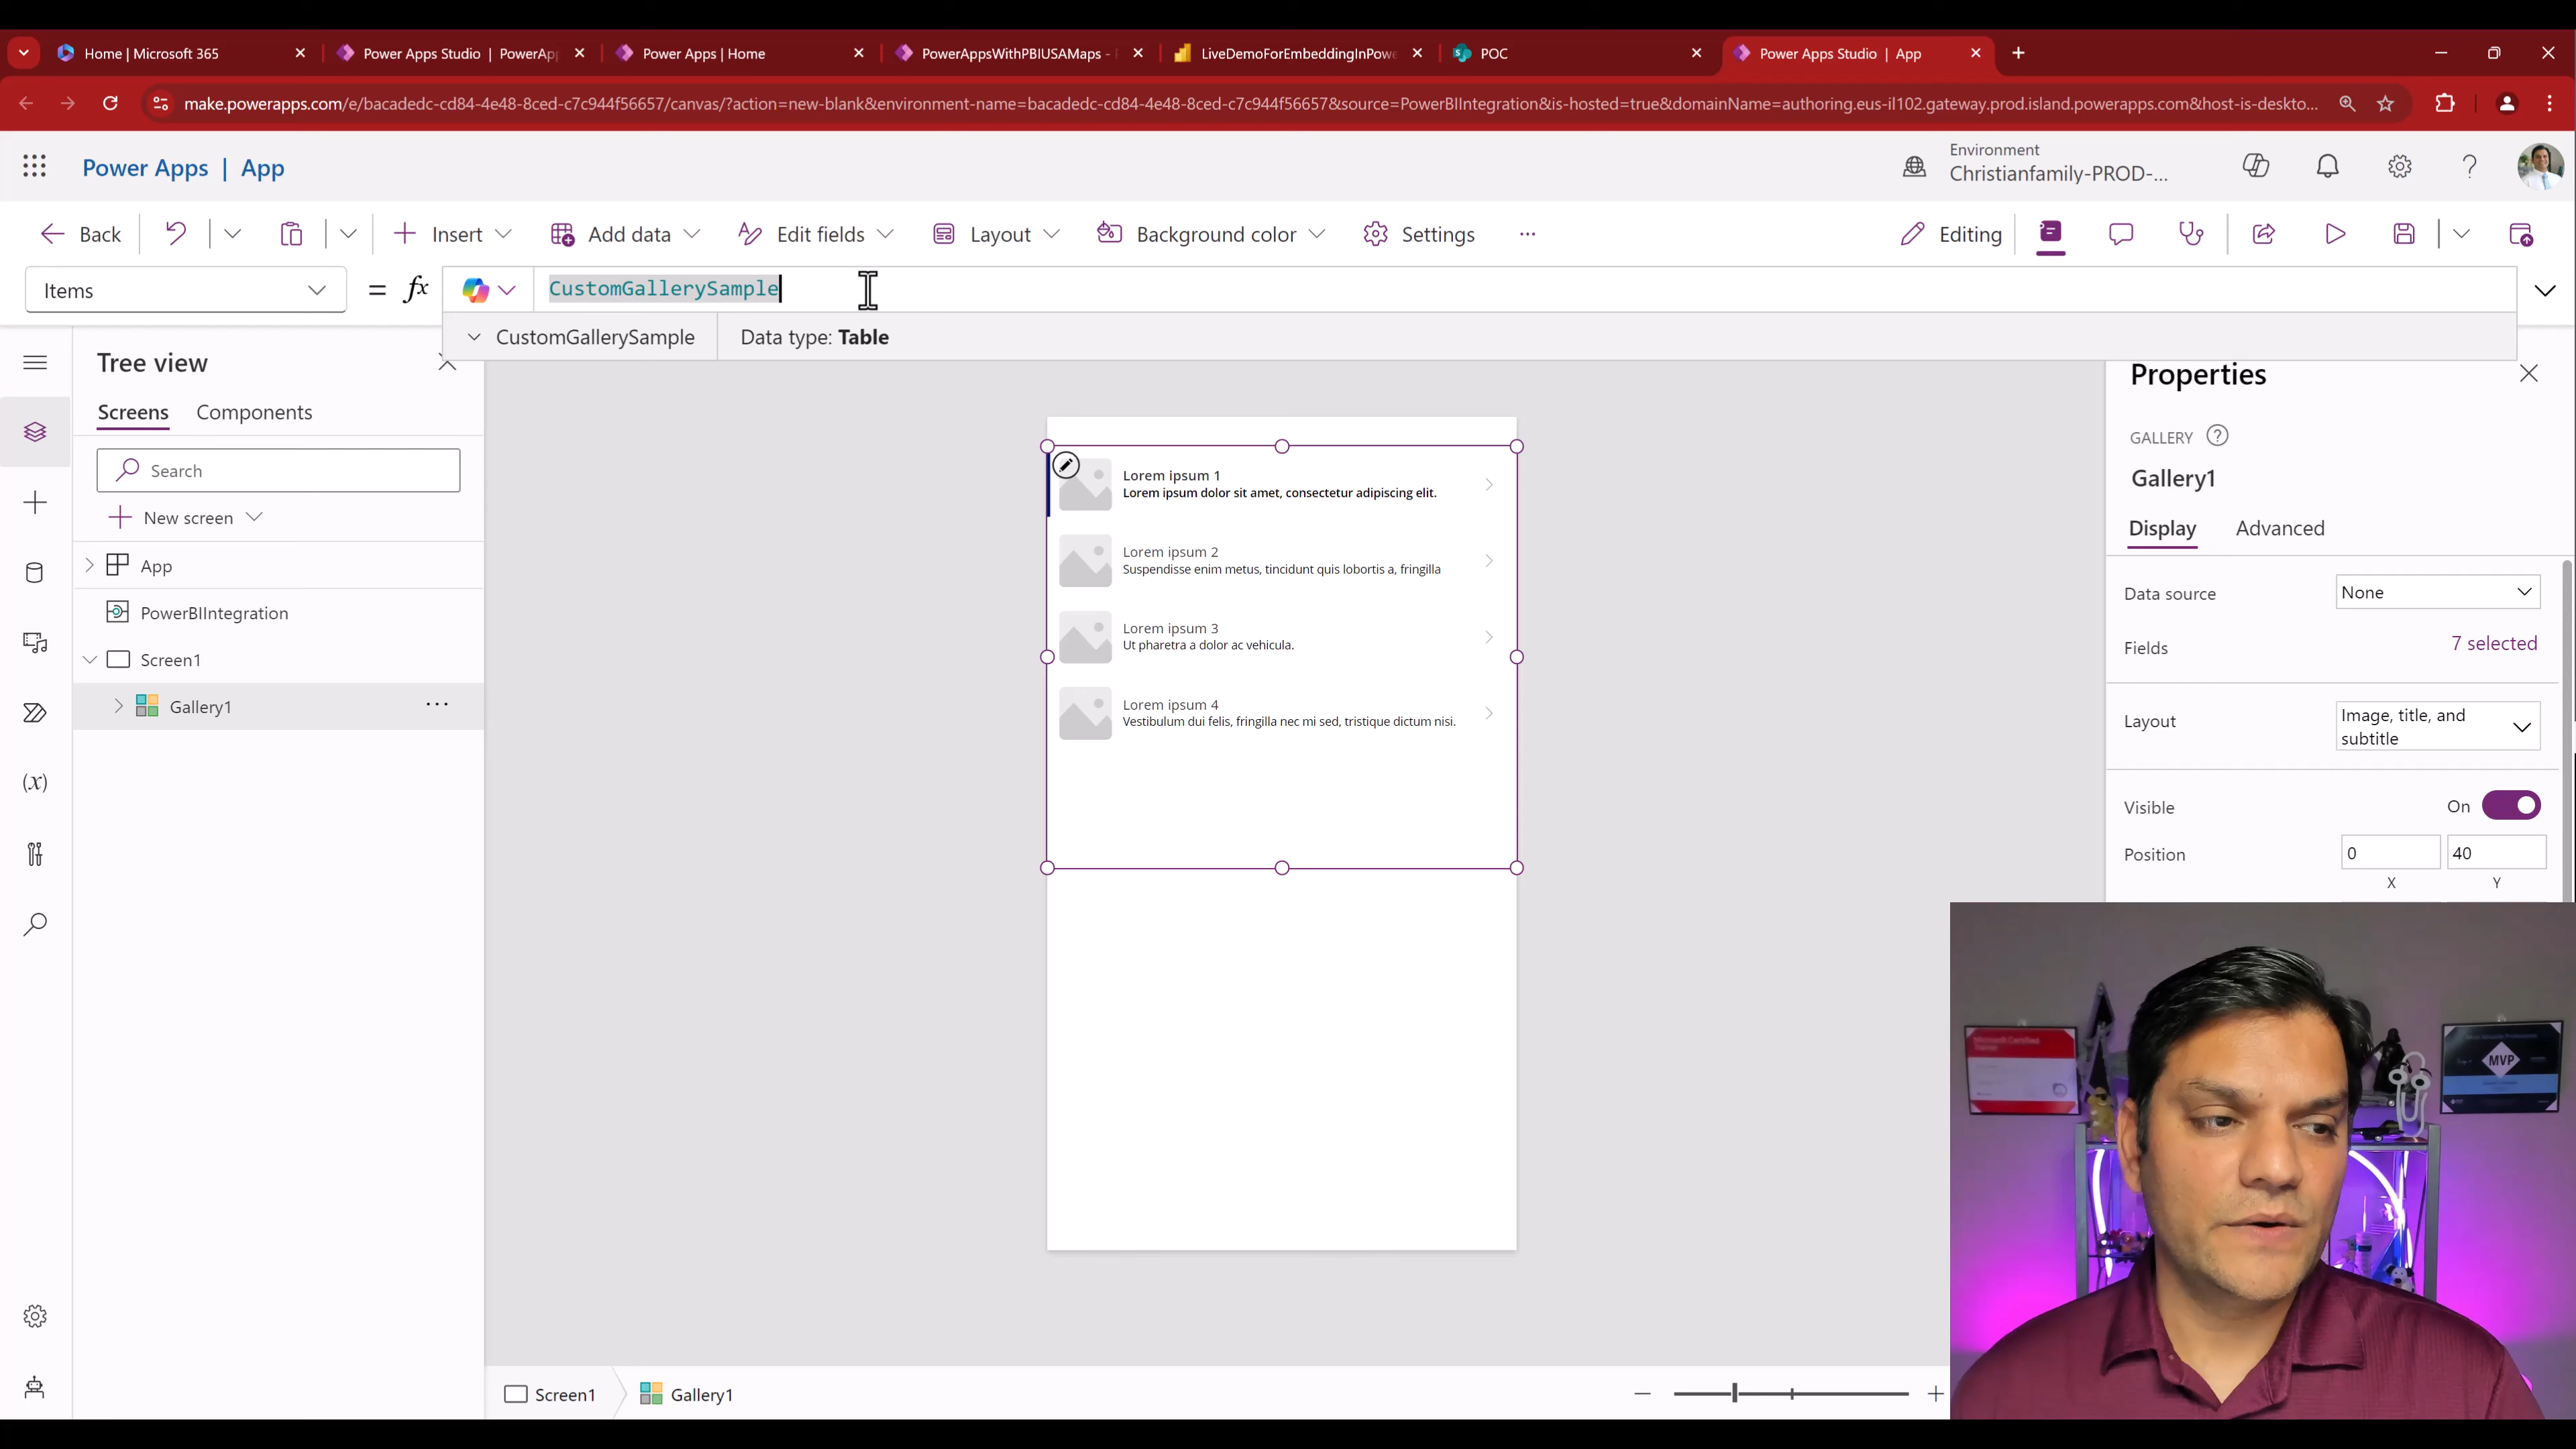 Home | Microsoft 365
Power Apps Studio | PowerApp
Power Apps | Home
PowerAppsWithPBIUSAMaps -
LiveDemoForEmbeddingInPowe
POC
Power Apps Studio | App
make.powerapps.com/e/bacadedc-cd84-4e48-8ced-c7c944f56657/canvas/?action=new-blank&environment-name=bacadedc-cd84-4e48-8ced-c7c944f56657&source=PowerBIIntegration&is-hosted=true&domainName=authoring.eus-il102.gateway.prod.island.powerapps.com&host-is-deskto...
Power Apps | App
Environment
Christianfamily-PROD-...
Back
Insert
Add data
Edit fields
Layout
Background color
Settings
Editing
Items
= fx
CustomGallerySample
CustomGallerySample
Data type: Table
Tree view
Screens
Components
Search
New screen
App
PowerBIIntegration
Screen1
Gallery1
Lorem ipsum 1
Lorem ipsum dolor sit amet, consectetur adipiscing elit.
Lorem ipsum 2
Suspendisse enim metus, tincidunt quis lobortis a, fringilla
Lorem ipsum 3
Ut pharetra a dolor ac vehicula.
Lorem ipsum 4
Vestibulum dui felis, fringilla nec mi sed, tristique dictum nisi.
Properties
GALLERY
Gallery1
Display
Advanced
Data source
None
Fields
7 selected
Layout
Image, title, and
subtitle
Visible
On
Position
0
40
X
Y
MVP
Screen1
Gallery1